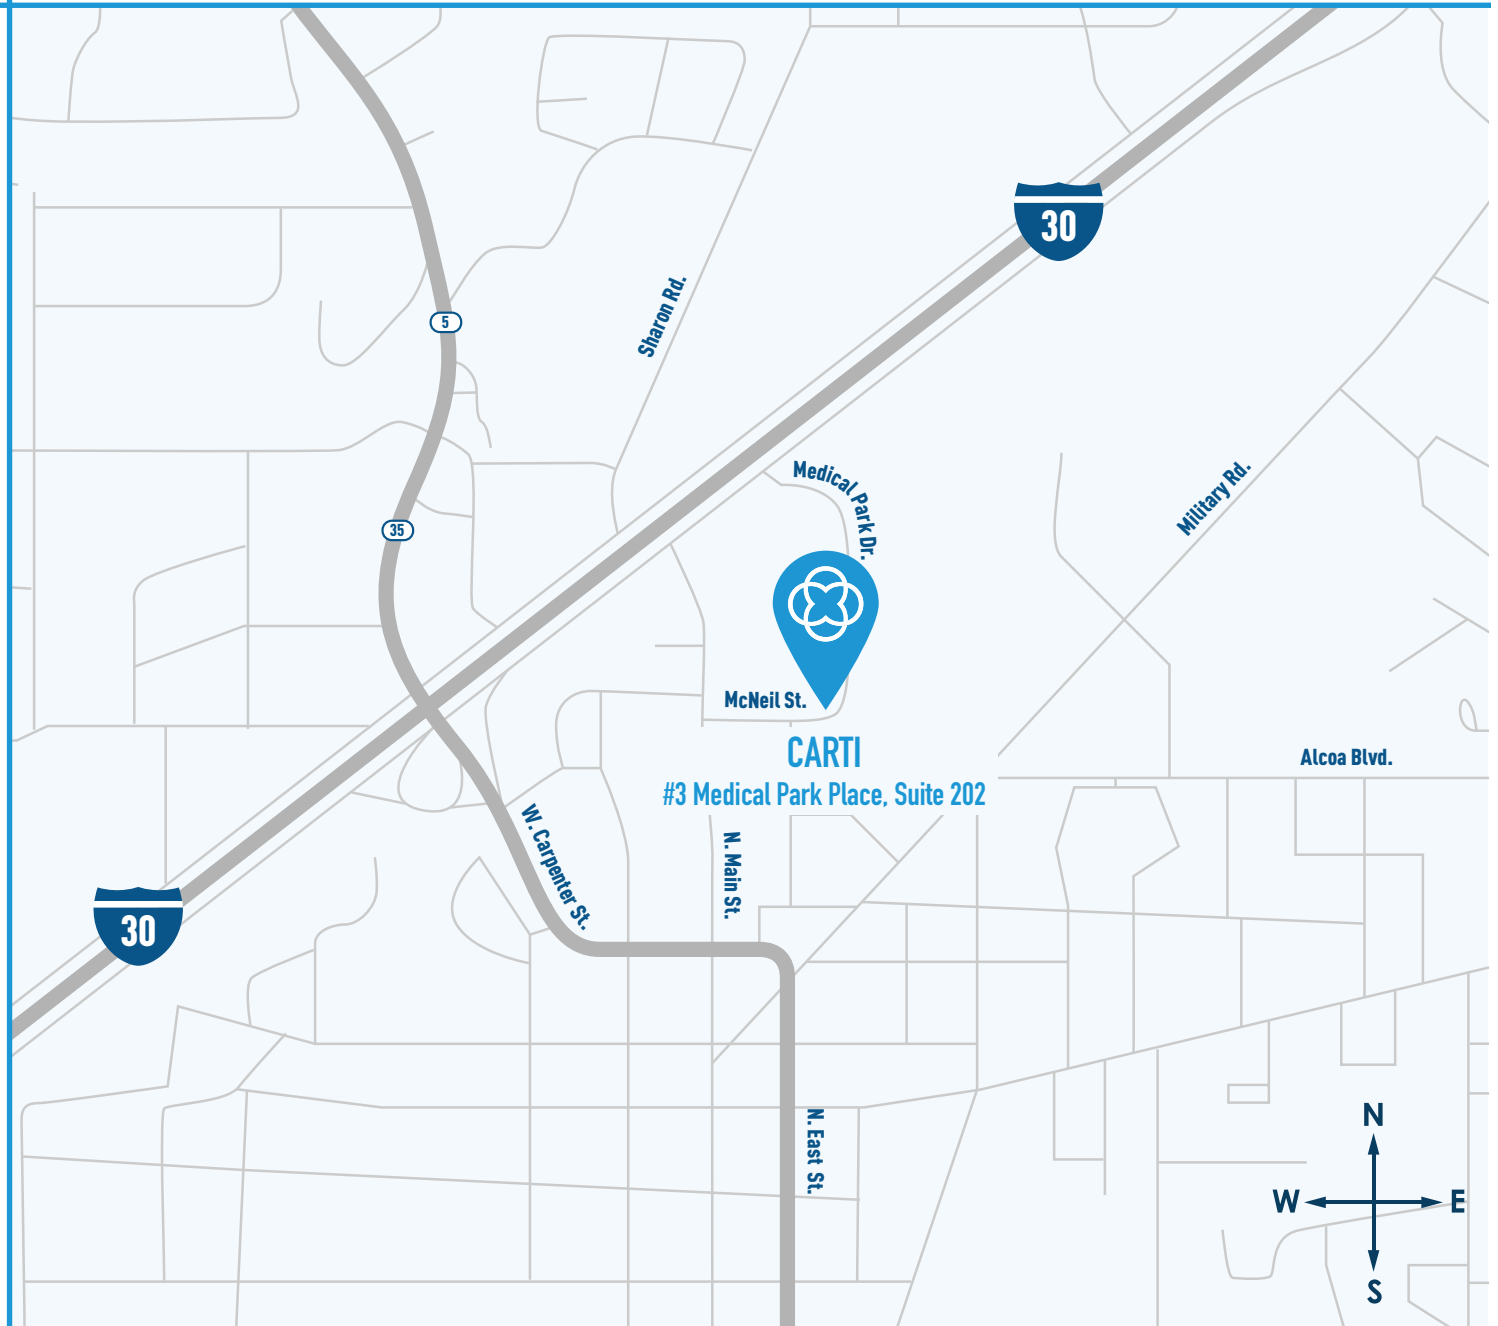 30
5
Sharon Rd.
Medical Park Dr.
Military Rd.
35
McNeil St.
CARTI
#3 Medical Park Place, Suite 202
Alcoa Blvd.
W. Carpenter St.
N. Main St.
30
N. East St.
N
W E
S